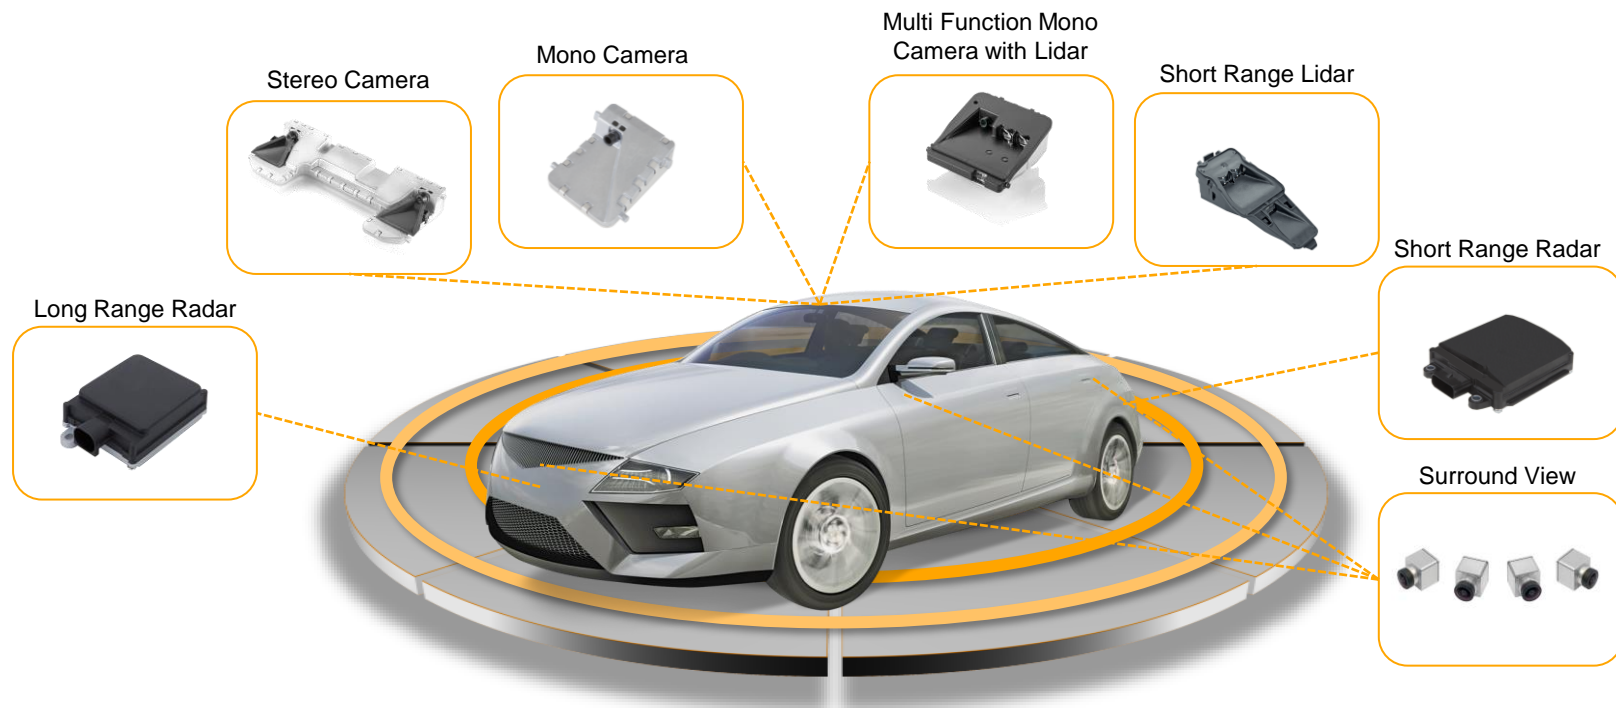 Multi Function Mono
Camera with Lidar
Mono Camera
Short Range Lidar
Stereo Camera
Short Range Radar
Long Range Radar
Surround View